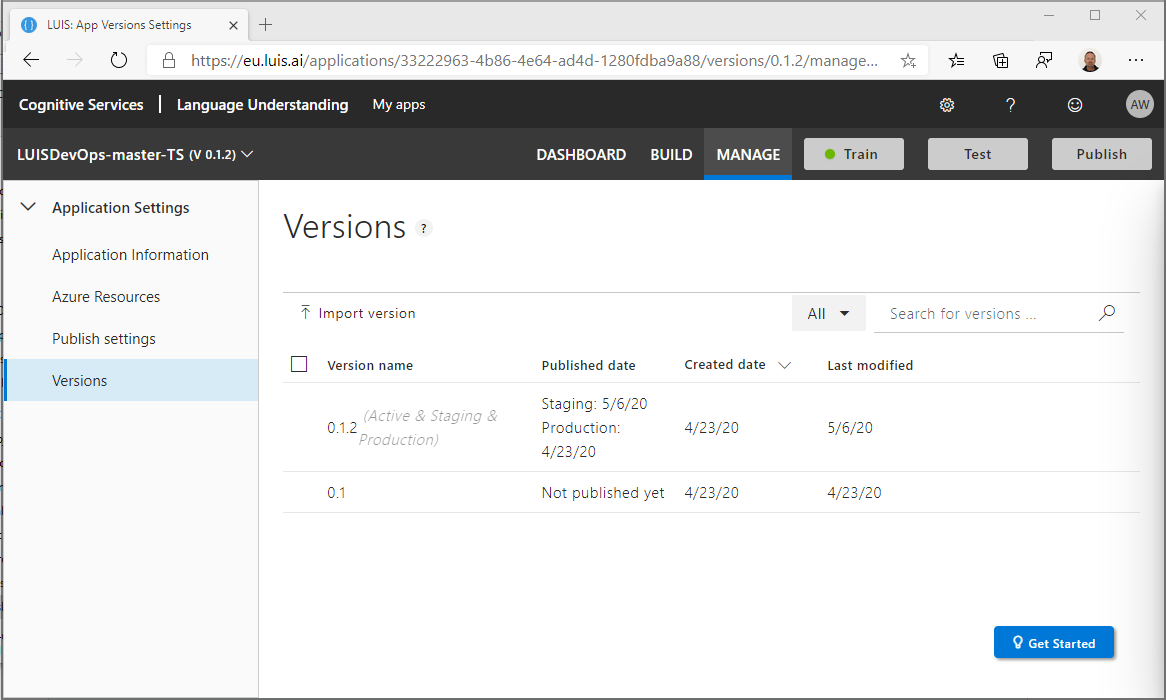 LUIS: App Versions Settings
https://eu.luis.ai/applications/33222963-4b86-4e64-ad4d-1280fdba9a88/versions/0.1.2/manage...
Cognitive Services | Language Understanding My apps ? AW
LUISDevOps-master-TS (V 0.1.2) DASHBOARD BUILD MANAGE Train Test Publish
Application Settings
Application Information
Azure Resources
Publish settings
Versions
Versions ?
Import version All Search for versions ...
Version name Published date Created date Last modified
0.1.2 (Active & Staging & Production) Staging: 5/6/20 Production: 4/23/20 4/23/20 5/6/20
0.1 Not published yet 4/23/20 4/23/20
Get Started